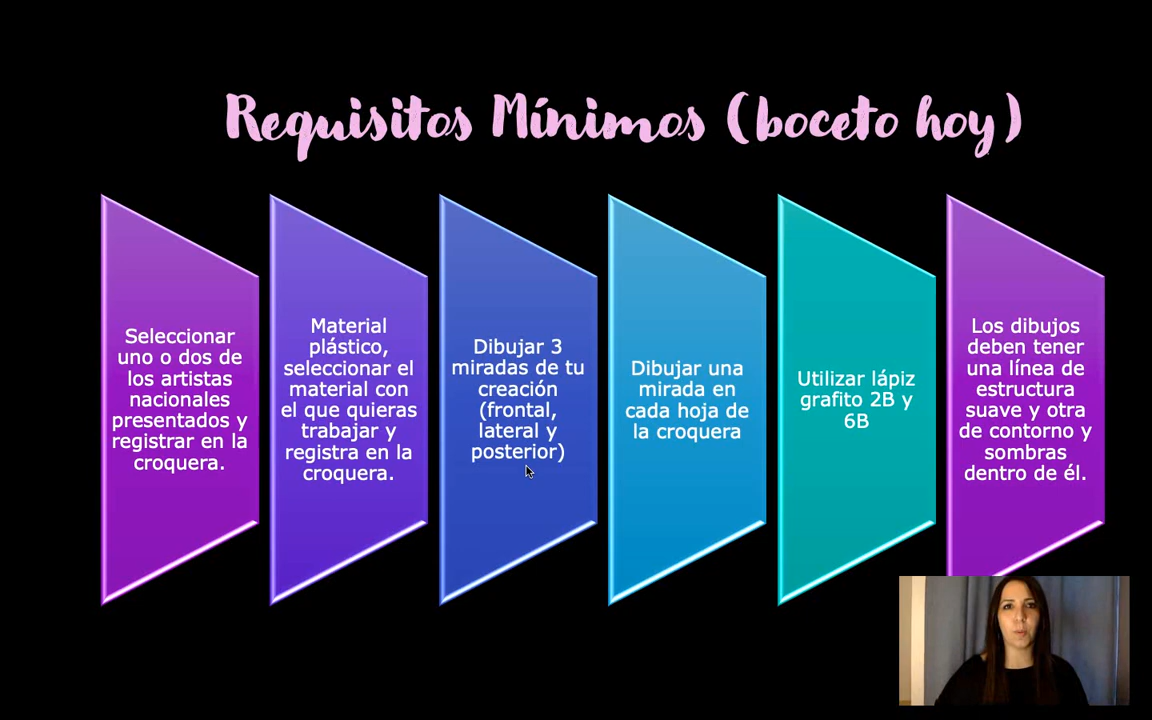 Requisitos Mínimos (boceto hoy)
Seleccionar
uno o dos de
los artistas
nacionales
presentados y
registrar en la
croquera.
Material
plástico,
seleccionar el
material con
el que quieras
trabajar y
registra en la
croquera.
Dibujar 3
miradas de tu
creación
(frontal,
lateral y
posterior)
Dibujar una
mirada en
cada hoja de
la croquera
Utilizar lápiz
grafito 2B y
6B
Los dibujos
deben tener
una línea de
estructura
suave y otra
de contorno y
sombras
dentro de él.